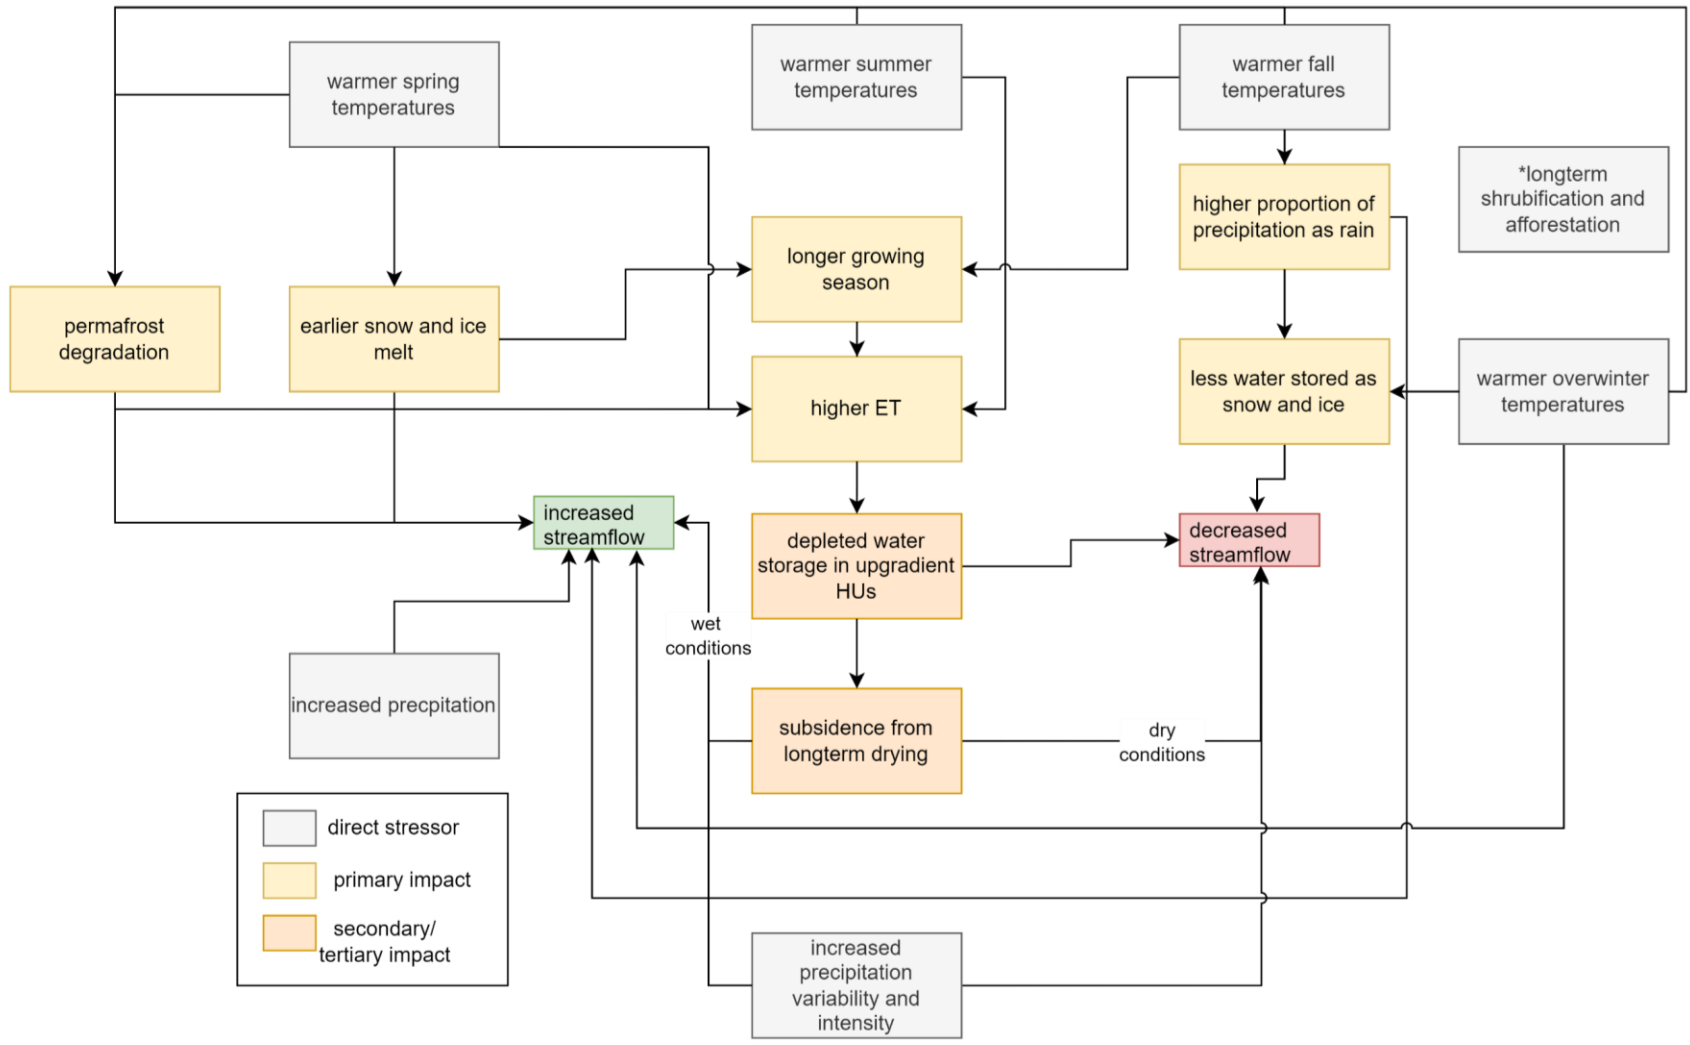 warmer spring
temperatures
warmer summer
temperatures
warmer fall
temperatures
*longterm
shrubification and
afforestation
higher proportion of
precipitation as rain
longer growing
season
permafrost
degradation
earlier snow and ice
melt
higher ET
less water stored as
snow and ice
warmer overwinter
temperatures
increased
streamflow
depleted water
storage in upgradient
HUs
decreased
streamflow
wet
conditions
increased precpitation
subsidence from
longterm drying
dry
conditions
direct stressor
primary impact
secondary/
tertiary impact
increased
precipitation
variability and
intensity